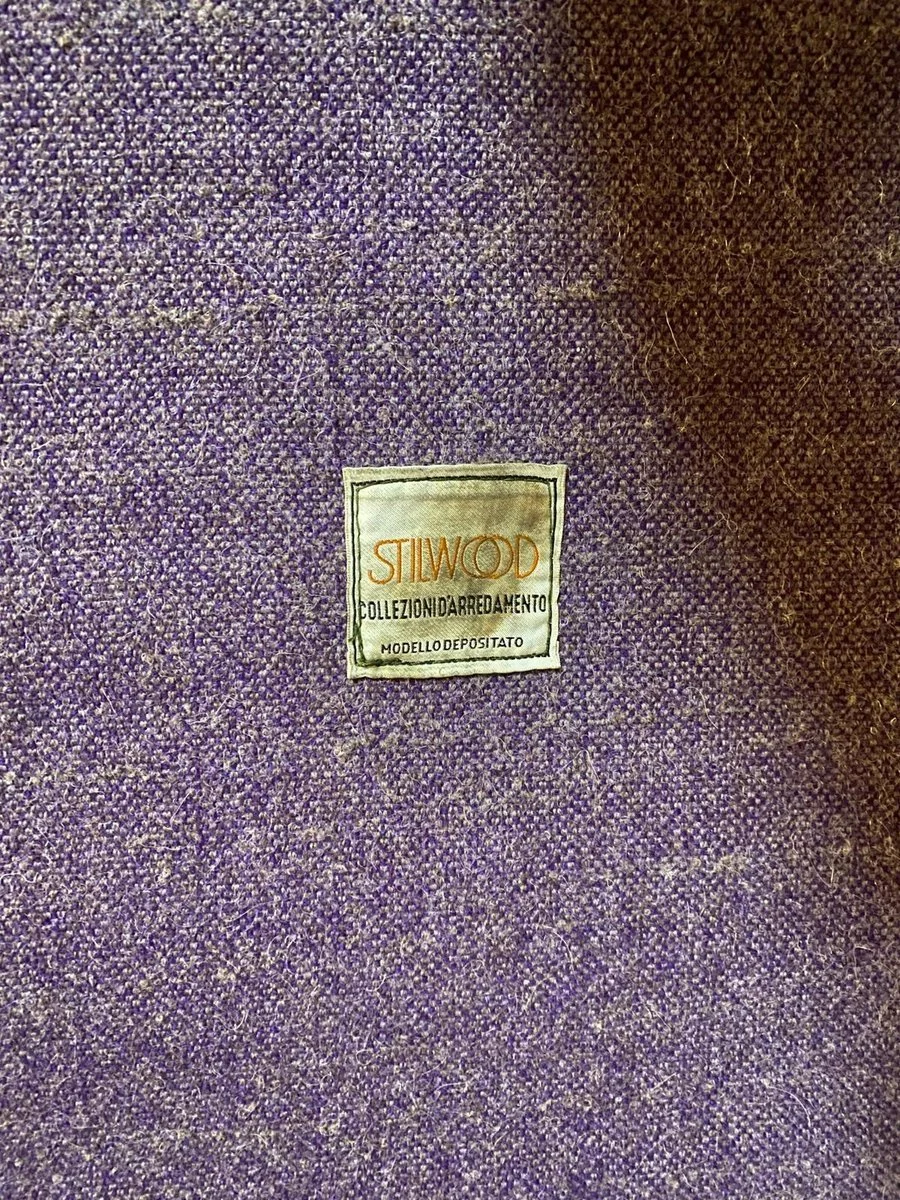 STILWOOD
COLLEZIONI D'ARREDAMENTO
MODELLO DEPOSITATO